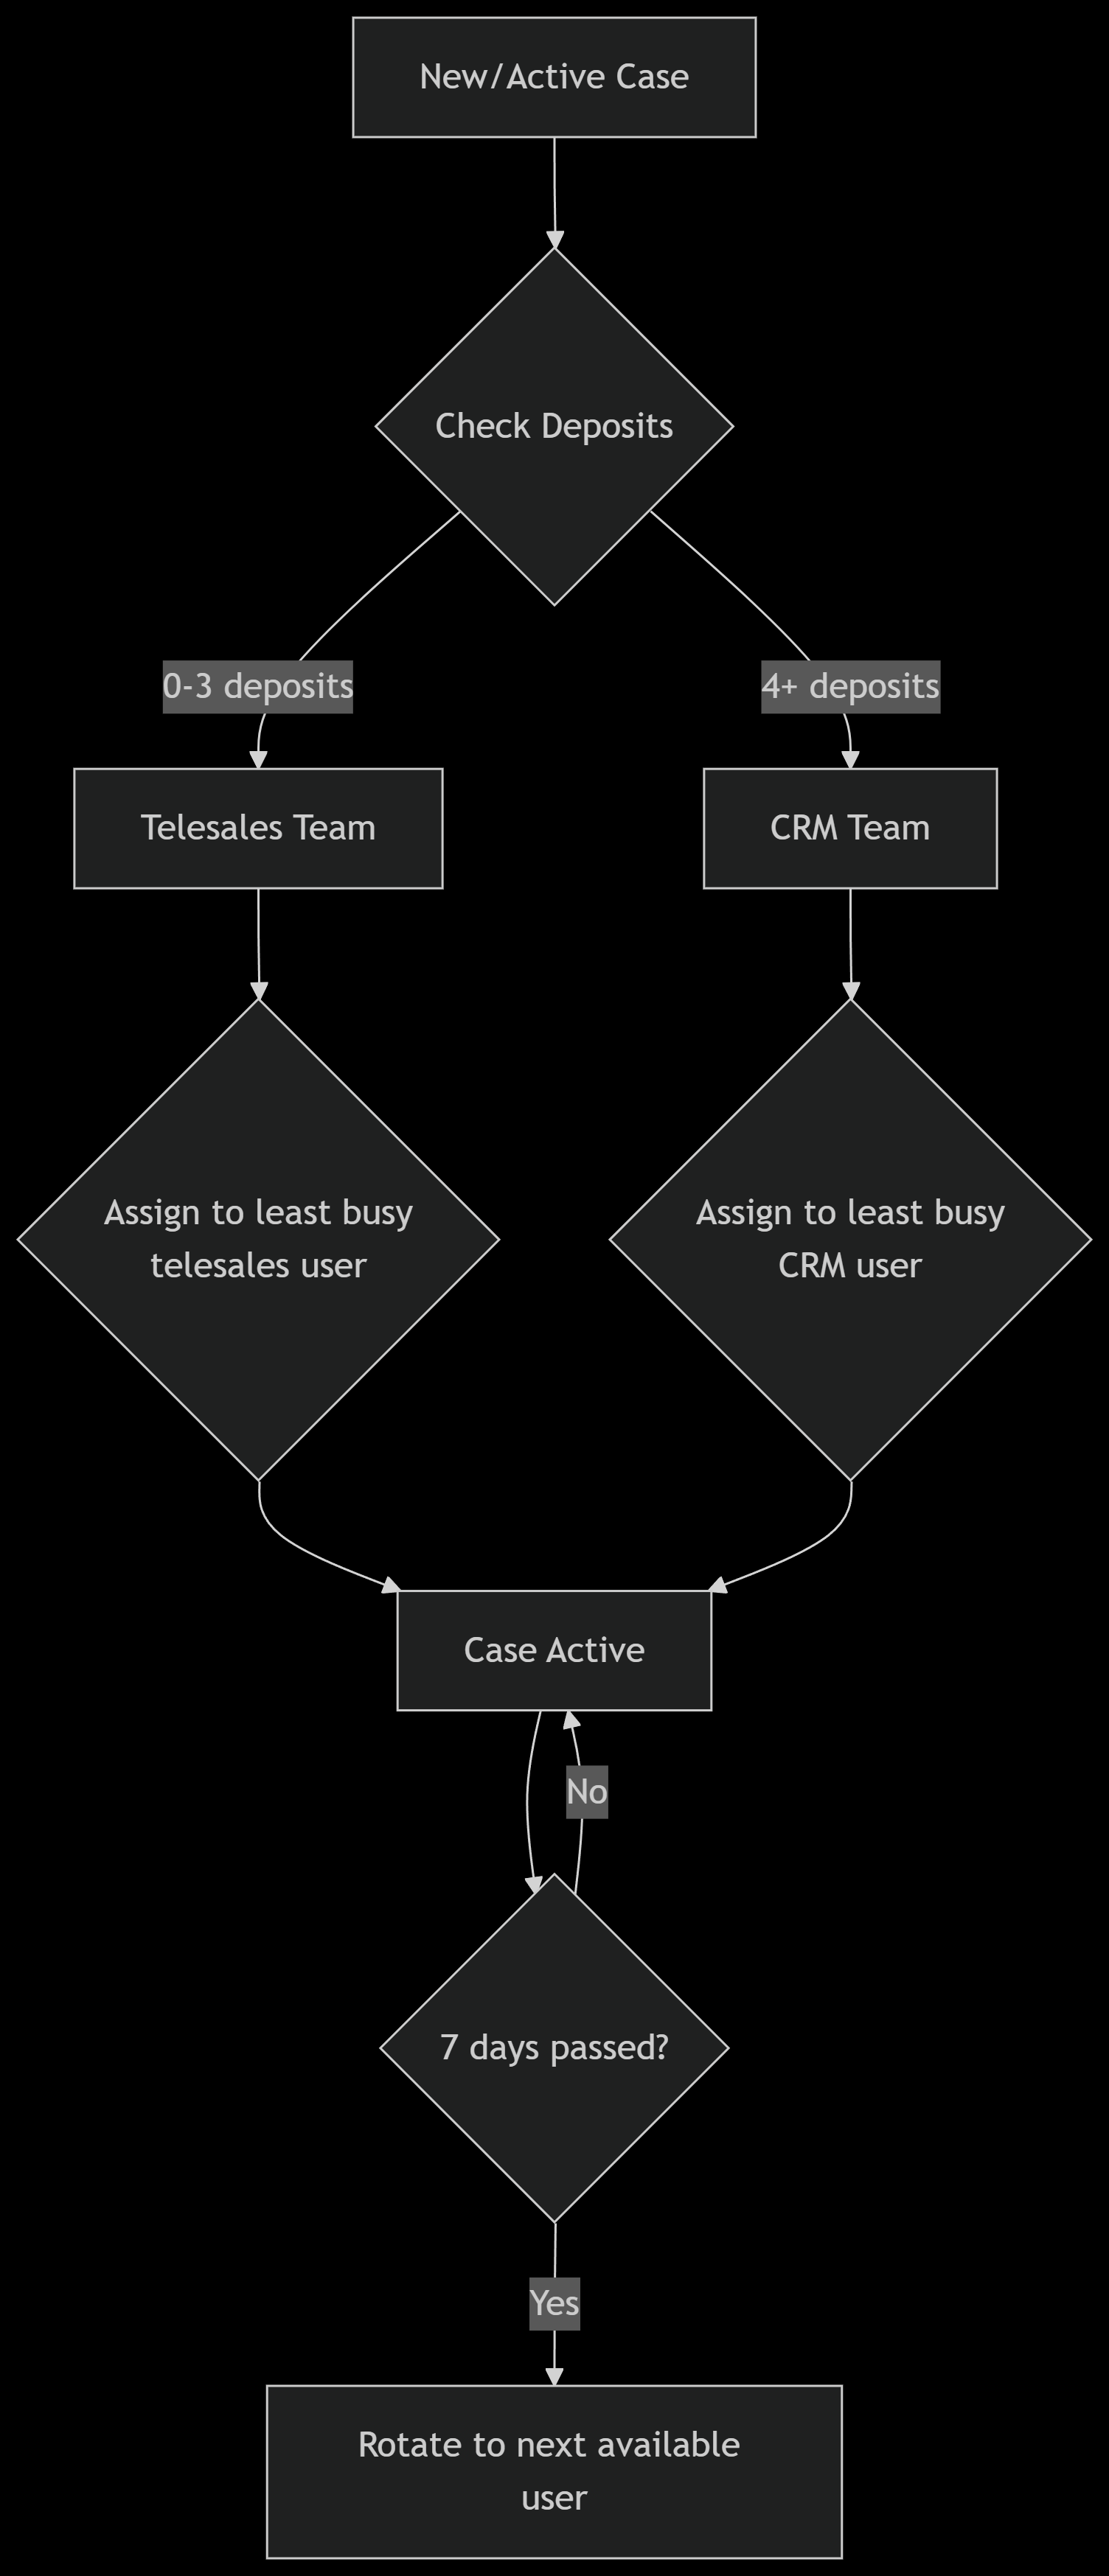 New/Active Case
Check Deposits
0-3 deposits
4+ deposits
Telesales Team
CRM Team
Assign to least busy
telesales user
Assign to least busy
CRM user
Case Active
No
7 days passed?
Yes
Rotate to next available
user